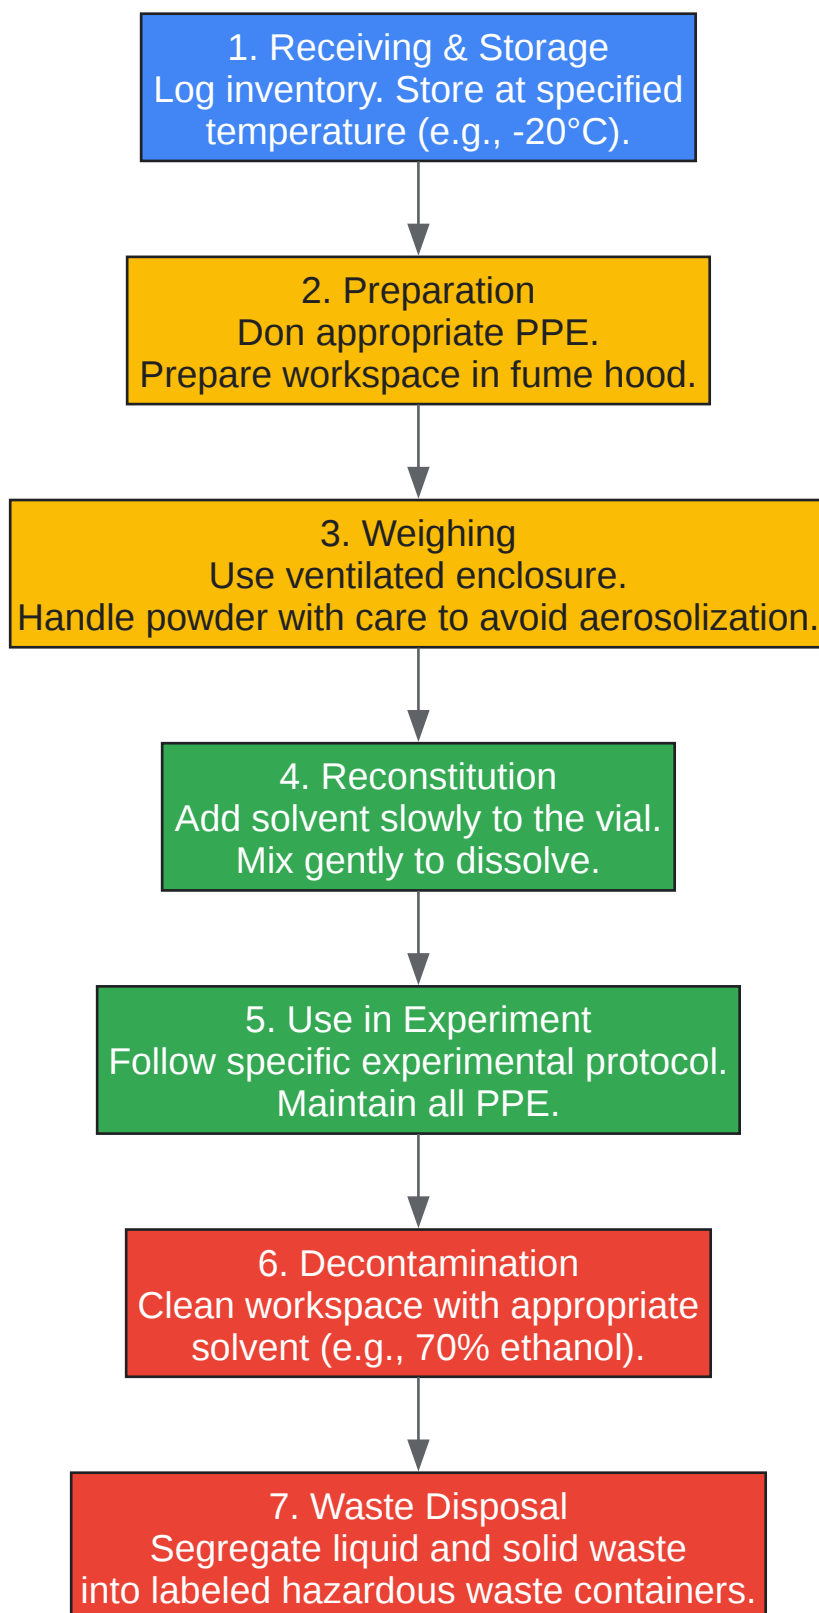 1. Receiving & Storage
Log inventory. Store at specified
temperature (e.g., -20°C).
2. Preparation
Don appropriate PPE.
Prepare workspace in fume hood.
3. Weighing
Use ventilated enclosure.
Handle powder with care to avoid aerosolization.
4. Reconstitution
Add solvent slowly to the vial.
Mix gently to dissolve.
5. Use in Experiment
Follow specific experimental protocol.
Maintain all PPE.
6. Decontamination
Clean workspace with appropriate
solvent (e.g., 70% ethanol).
7. Waste Disposal
Segregate liquid and solid waste
into labeled hazardous waste containers.